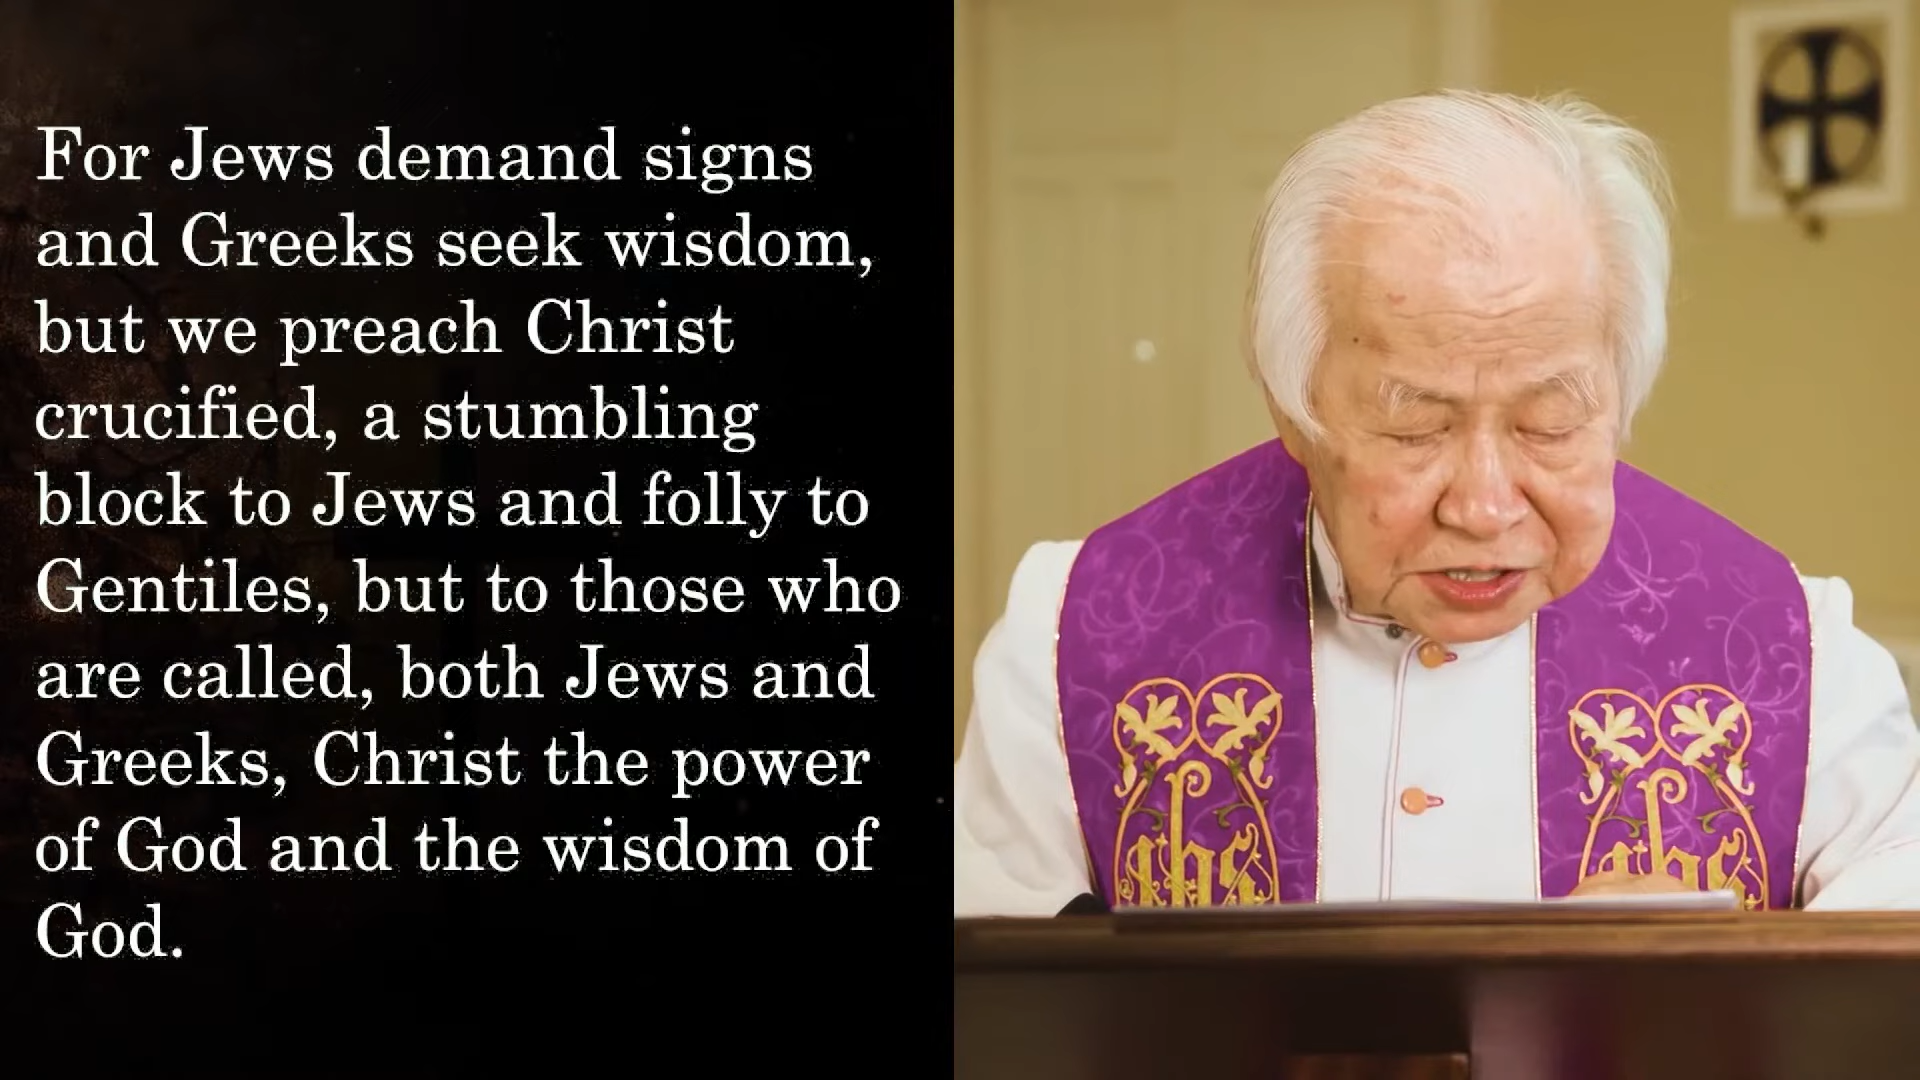 For Jews demand signs
and Greeks seek wisdom,
but we preach Christ
crucified, a stumbling
block to Jews and folly to
Gentiles, but to those who
are called, both Jews and
Greeks, Christ the power
of God and the wisdom of
God.
ihs
ihs